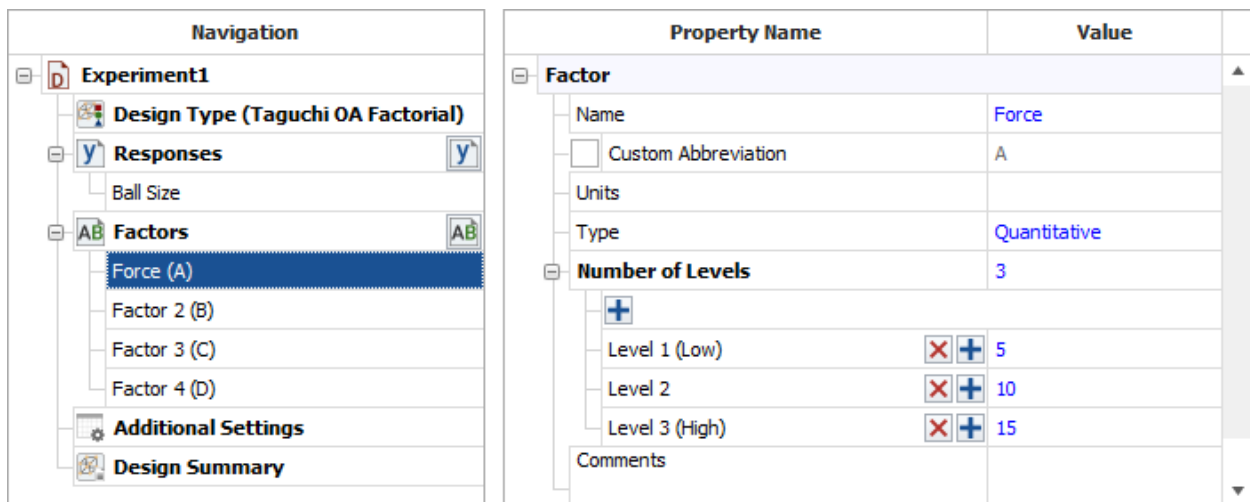 Navigation
Experiment1
Design Type (Taguchi OA Factorial)
Responses
Ball Size
Factors
Force (A)
Factor 2 (B)
Factor 3 (C)
Factor 4 (D)
Additional Settings
Design Summary
Property Name Value
Factor
Name Force
Custom Abbreviation A
Units
Type Quantitative
Number of Levels 3
Level 1 (Low) 5
Level 2 10
Level 3 (High) 15
Comments